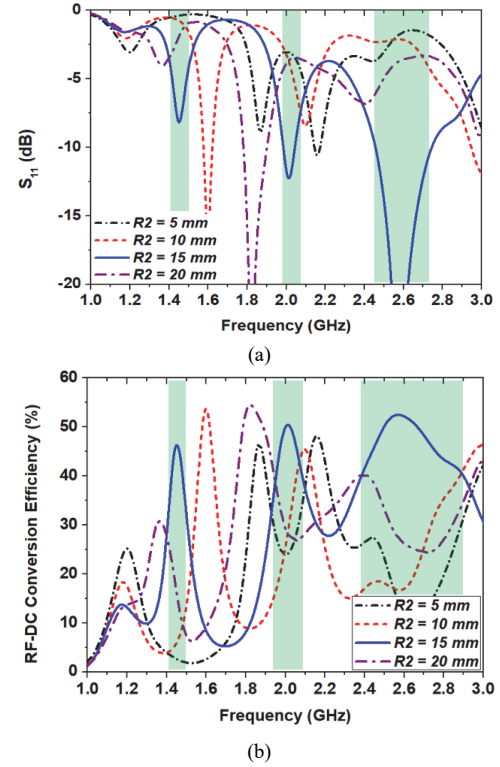 0
-5
-10
-15
-20
S11 (dB)
R2 = 5 mm
R2 = 10 mm
R2 = 15 mm
R2 = 20 mm
1.0 1.2 1.4 1.6 1.8 2.0 2.2 2.4 2.6 2.8 3.0
Frequency (GHz)
(a)
60
50
40
30
20
10
0
RF-DC Conversion Efficiency (%)
R2 = 5 mm
R2 = 10 mm
R2 = 15 mm
R2 = 20 mm
1.0 1.2 1.4 1.6 1.8 2.0 2.2 2.4 2.6 2.8 3.0
Frequency (GHz)
(b)